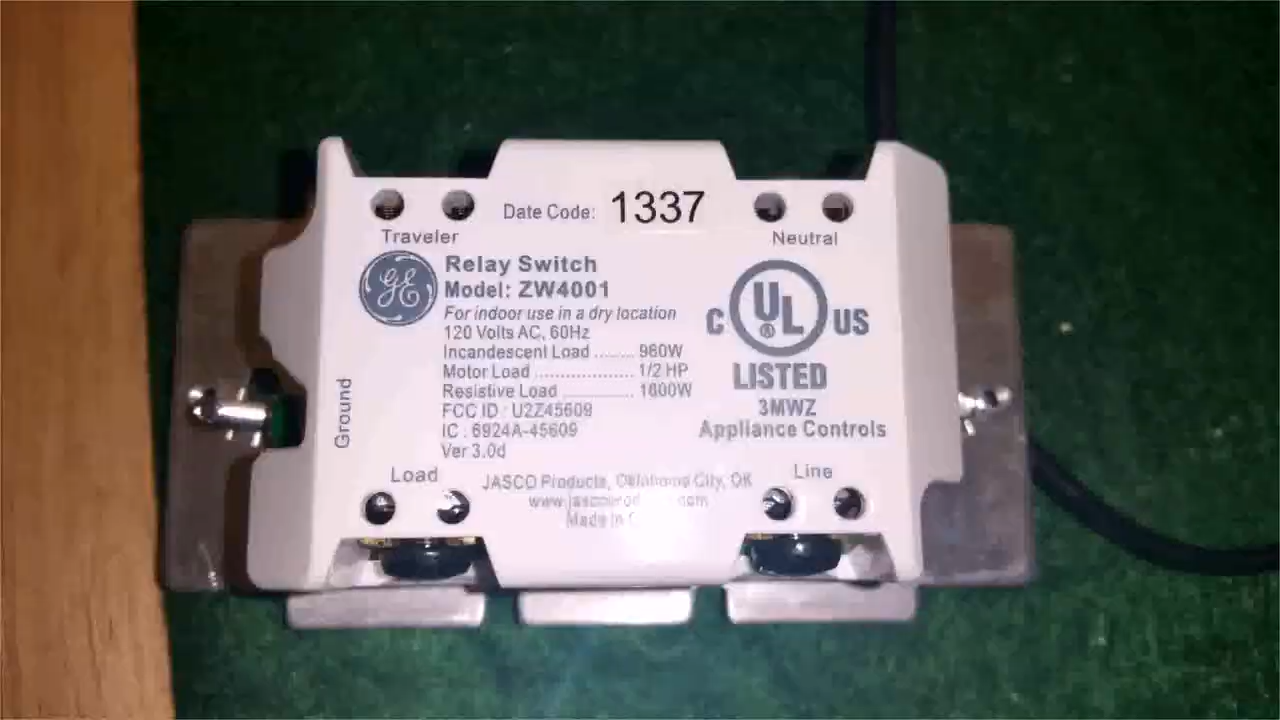 Date Code: 1337
Traveler
Neutral
GE
Relay Switch
Model: ZW4001
For indoor use in a dry location
120 Volts AC, 60Hz
Incandescent Load ........ 960W
Motor Load ................... 1/2 HP
Resistive Load .............. 1800W
FCC ID : U2Z45609
IC : 6924A-45609
Ver 3.0d
C UL ® US
LISTED
3MWZ
Appliance Controls
Ground
Load
Line
JASCO Products, Oklahoma City, OK
Made in